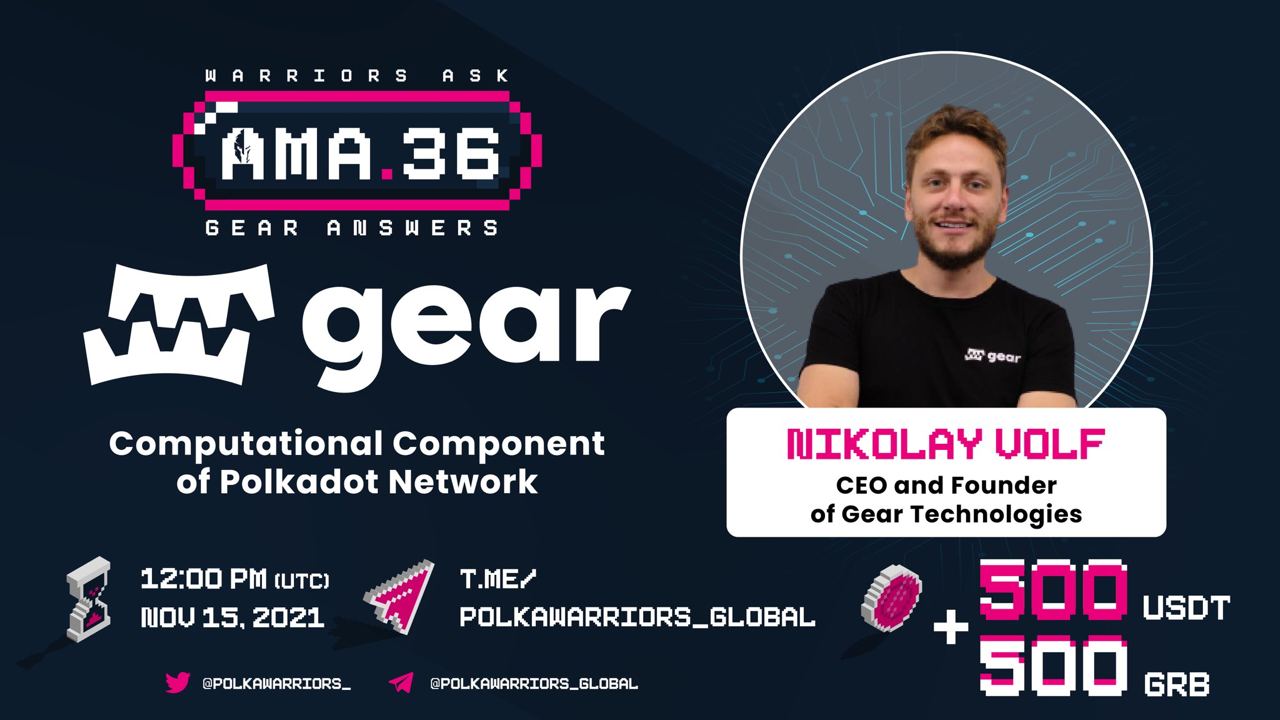 WARRIORS ASK
AMA.36
GEAR ANSWERS
gear
Computational Component
of Polkadot Network
gear
NIKOLAY VOLF
CEO and Founder
of Gear Technologies
12:00 PM (UTC)
NOV 15, 2021
T.ME/
POLKAWARRIORS_GLOBAL
+ 500 USDT
500 GRB
@POLKAWARRIORS_
@POLKAWARRIORS_GLOBAL